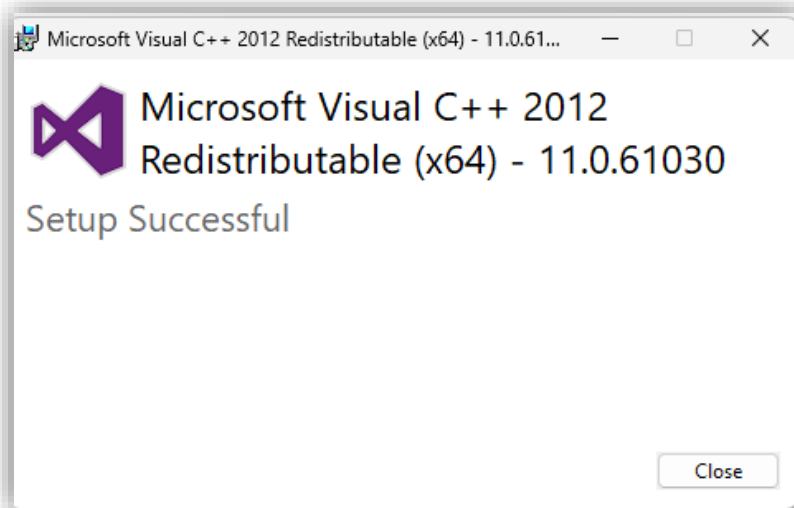 Microsoft Visual C++ 2012 Redistributable (x64) - 11.0.61...
Microsoft Visual C++ 2012
Redistributable (x64) - 11.0.61030
Setup Successful
Close